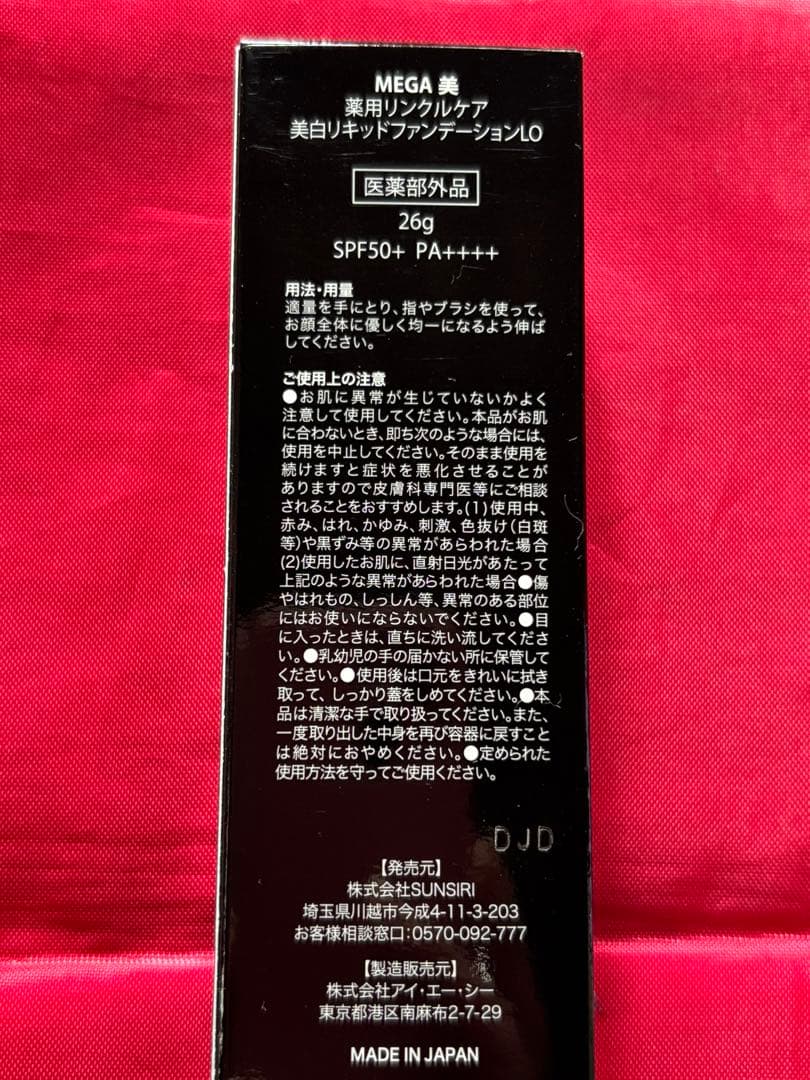 MEGA 美
薬用リンクルケア
美白リキッドファンデーションLO
医薬部外品
26g
SPF50+ PA++++
用法・用量
適量を手にとり、指やブラシを使って、
お顔全体に優しく均一になるよう伸ば
してください。
ご使用上の注意
●お肌に異常が生じていないかよく
注意して使用してください。本品がお肌
に合わないとき、即ち次のような場合には、
使用を中止してください。そのまま使用を
続けますと症状を悪化させることが
ありますので皮膚科専門医等にご相談
されることをおすすめします。(1)使用中、
赤み、はれ、かゆみ、刺激、色抜け(白斑
等)や黒ずみ等の異常があらわれた場合
(2)使用したお肌に、直射日光があたって
上記のような異常があらわれた場合●傷
やはれもの、しっしん等、異常のある部位
にはお使いにならないでください。●目
に入ったときは、直ちに洗い流してくださ
い。●乳幼児の手の届かない所に保管して
ください。●使用後は口元をきれいに拭き
取って、しっかり蓋をしめてください。●本
品は清潔な手で取り扱ってください。また、
一度取り出した中身を再び容器に戻すこと
は絶対におやめください。●定められた
使用方法を守ってご使用ください。
DJD
【発売元】
株式会社SUNSIRI
埼玉県川越市今成4-11-3-203
お客様相談窓口:0570-092-777
【製造販売元】
株式会社アイ・エー・シー
東京都港区南麻布2-7-29
MADE IN JAPAN